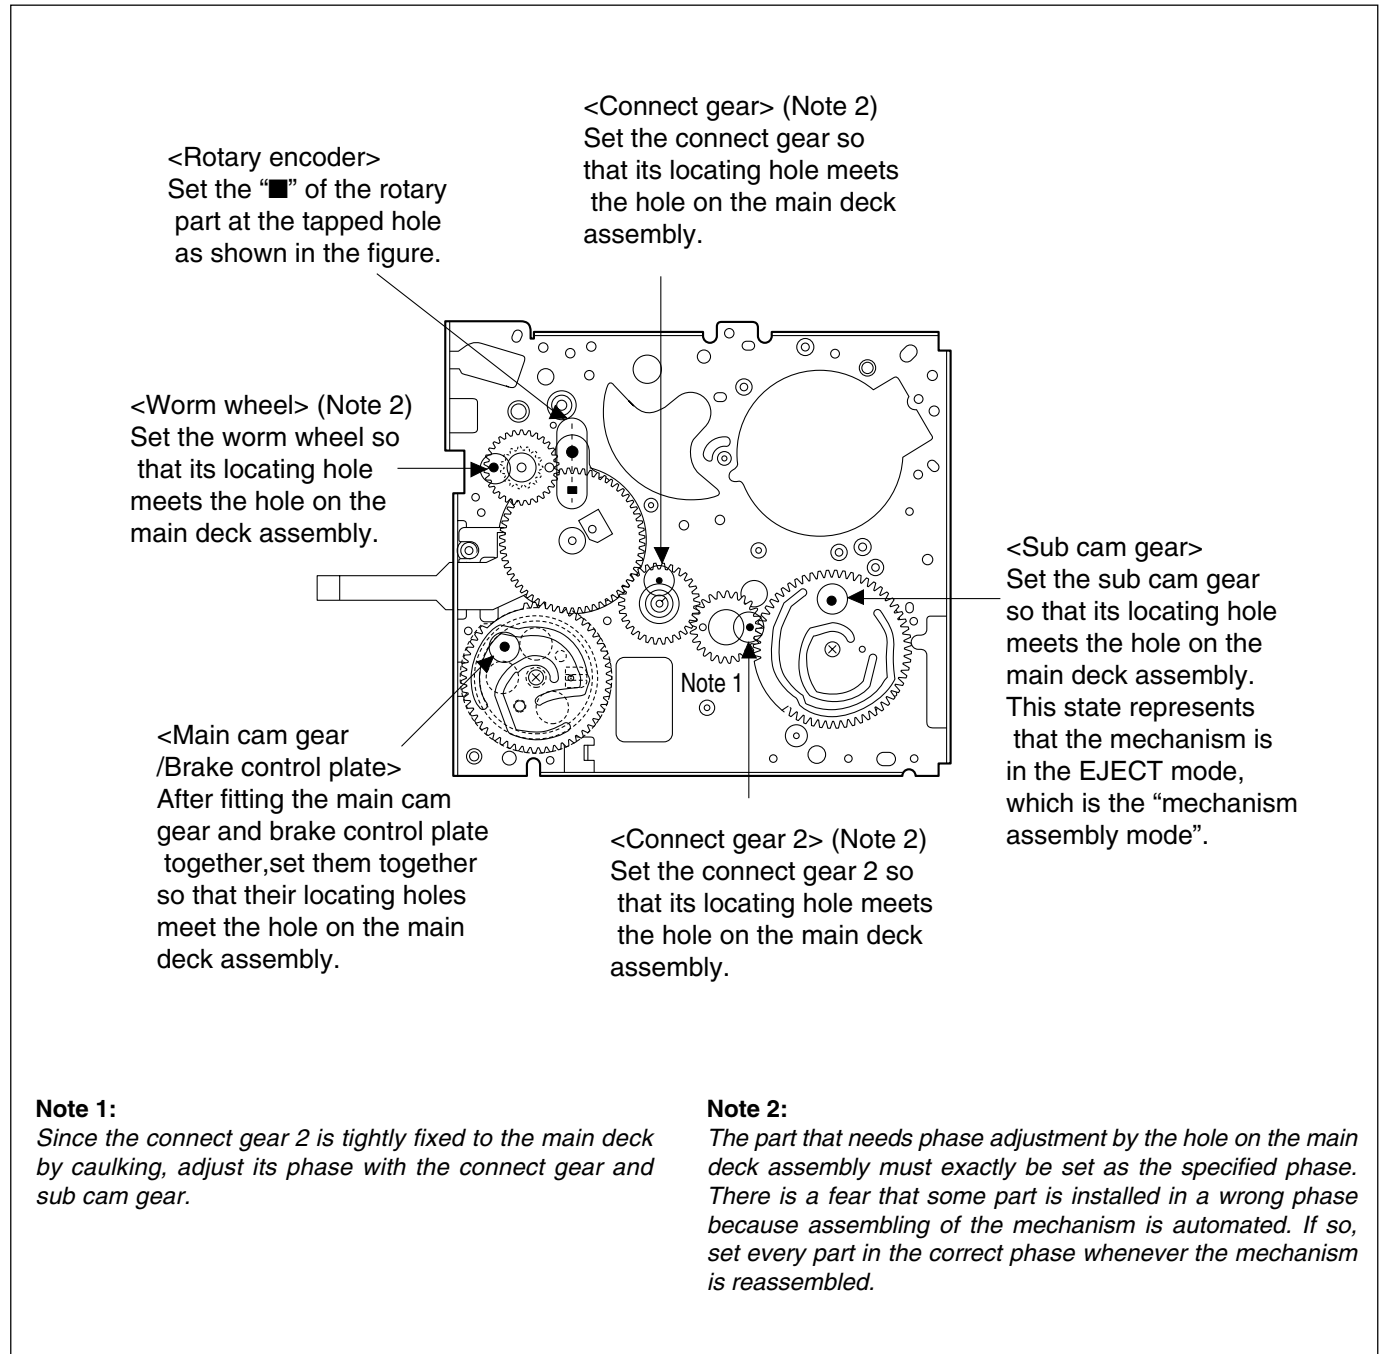 <Connect gear> (Note 2)
Set the connect gear so
that its locating hole meets
the hole on the main deck
assembly.
<Rotary encoder>
Set the “■” of the rotary
part at the tapped hole
as shown in the figure.
<Worm wheel> (Note 2)
Set the worm wheel so
that its locating hole
meets the hole on the
main deck assembly.
<Sub cam gear>
Set the sub cam gear
so that its locating hole
meets the hole on the
main deck assembly.
This state represents
that the mechanism is
in the EJECT mode,
which is the “mechanism
assembly mode”.
Note 1
<Main cam gear
/Brake control plate>
After fitting the main cam
gear and brake control plate
together,set them together
so that their locating holes
meet the hole on the main
deck assembly.
<Connect gear 2> (Note 2)
Set the connect gear 2 so
that its locating hole meets
the hole on the main deck
assembly.
Note 1:
Since the connect gear 2 is tightly fixed to the main deck
by caulking, adjust its phase with the connect gear and
sub cam gear.
Note 2:
The part that needs phase adjustment by the hole on the main
deck assembly must exactly be set as the specified phase.
There is a fear that some part is installed in a wrong phase
because assembling of the mechanism is automated. If so,
set every part in the correct phase whenever the mechanism
is reassembled.